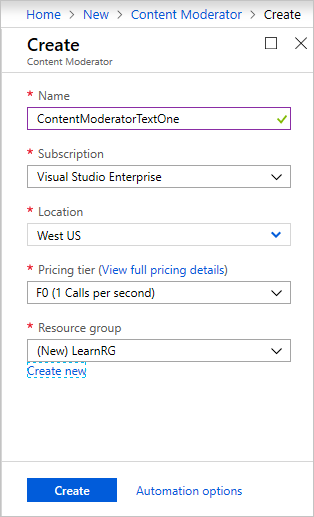 Home > New > Content Moderator > Create
Create
Content Moderator
* Name
ContentModeratorTextOne
* Subscription
Visual Studio Enterprise
* Location
West US
* Pricing tier (View full pricing details)
F0 (1 Calls per second)
* Resource group
(New) LearnRG
Create new
Create Automation options